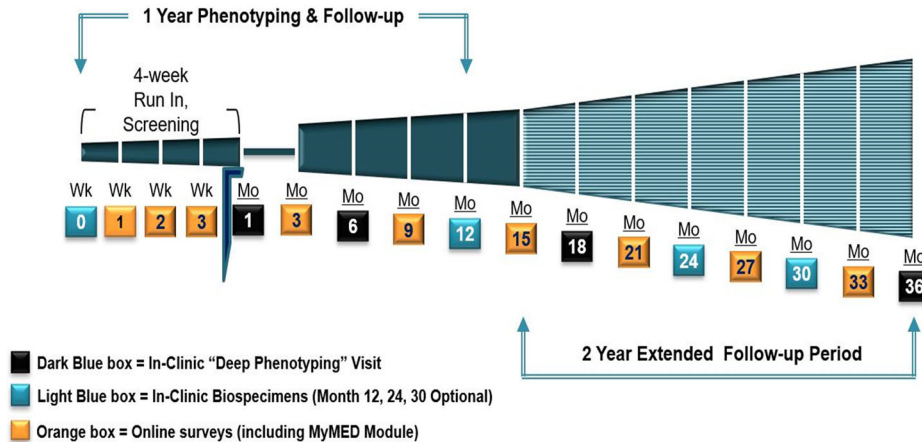 1 Year Phenotyping & Follow-up
4-week
Run In,
Screening
Wk Wk Wk Wk Mo Mo Mo Mo Mo Mo Mo Mo Mo Mo Mo Mo Mo
0 1 2 3 1 3 6 9 12 15 18 21 24 27 30 33 36
2 Year Extended Follow-up Period
Dark Blue box = In-Clinic “Deep Phenotyping” Visit
Light Blue box = In-Clinic Biospecimens (Month 12, 24, 30 Optional)
Orange box = Online surveys (including MyMED Module)